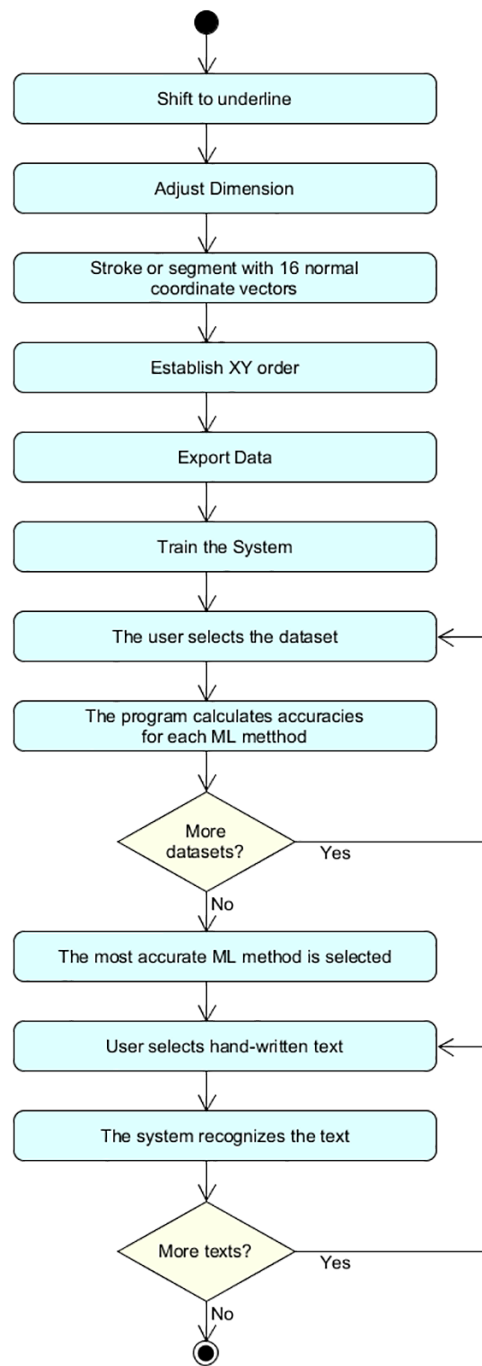 Shift to underline
Adjust Dimension
Stroke or segment with 16 normal
coordinate vectors
Establish XY order
Export Data
Train the System
The user selects the dataset
The program calculates accuracies
for each ML metthod
More
datasets?
Yes
No
The most accurate ML method is selected
User selects hand-written text
The system recognizes the text
More texts?
Yes
No